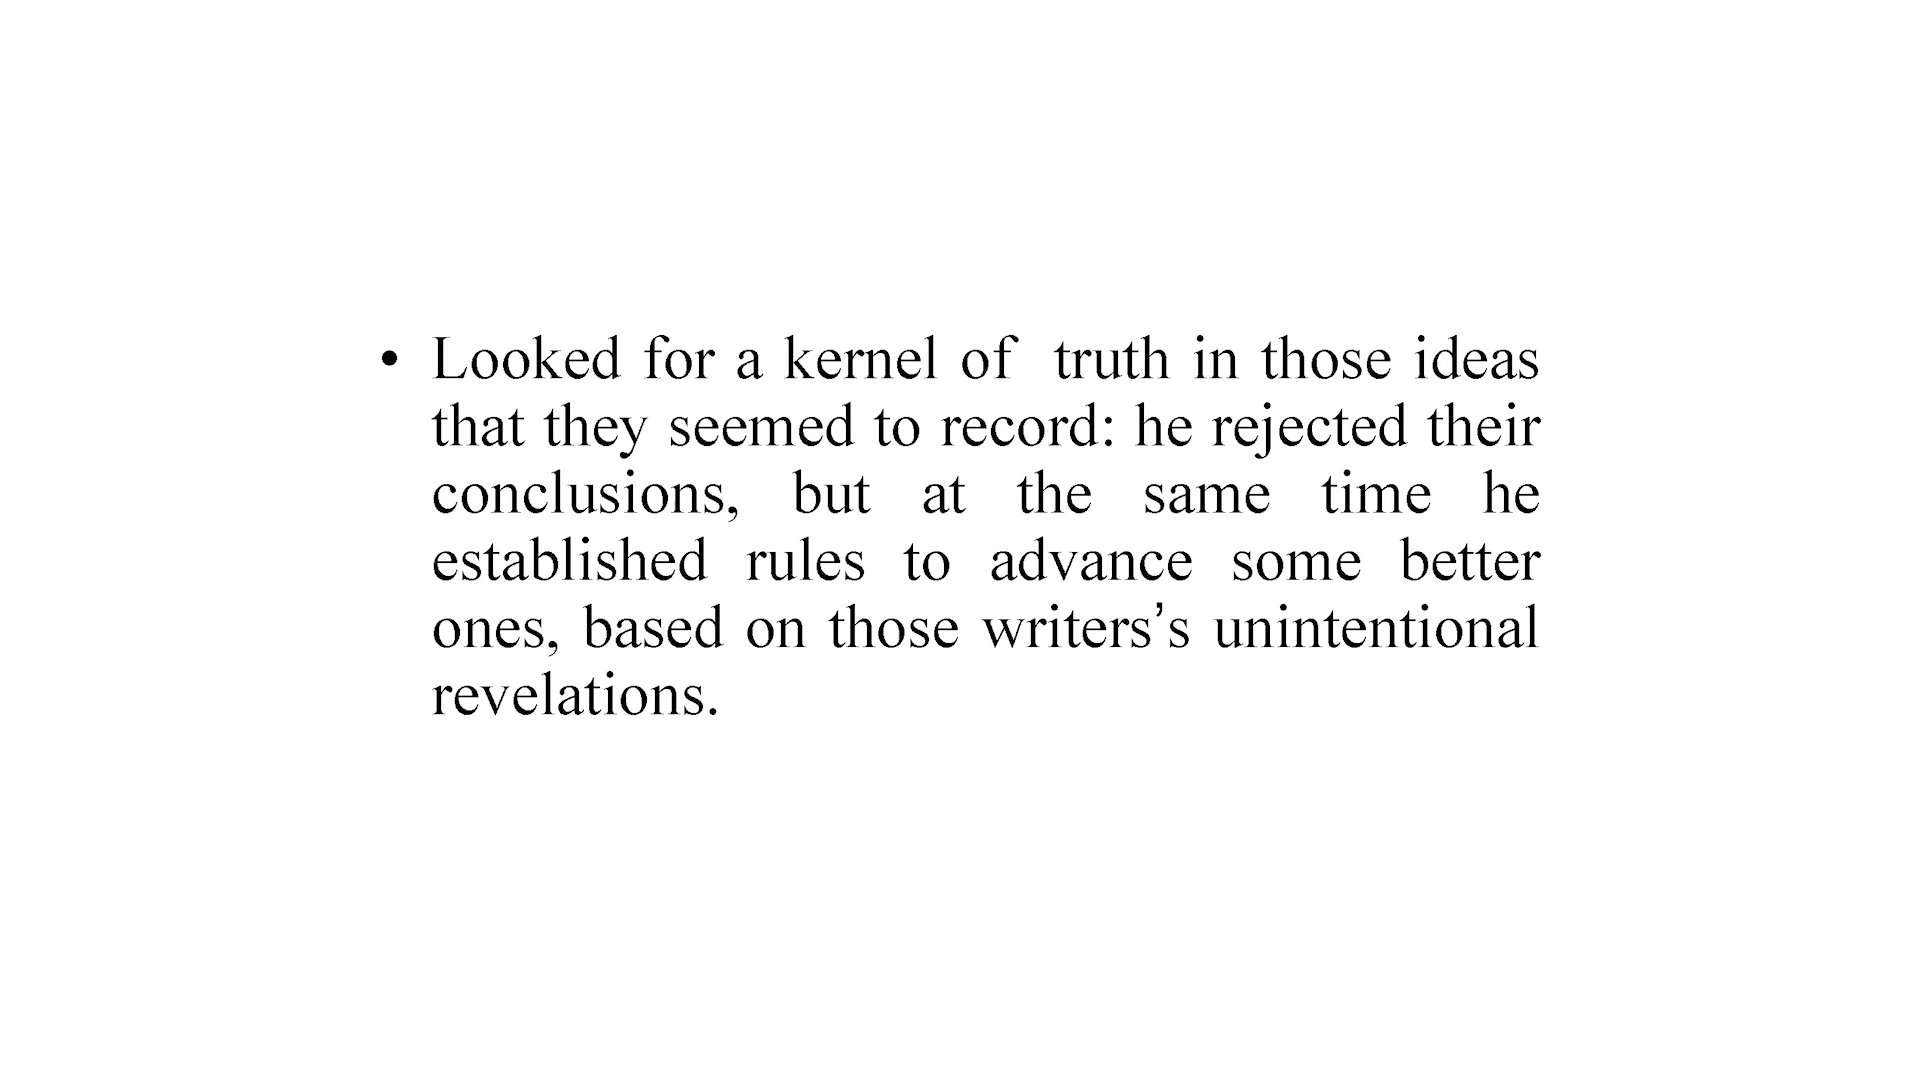 • Looked for a kernel of  truth in those ideas
that they seemed to record: he rejected their
conclusions, but at the same time he
established rules to advance some better
ones, based on those writers’s unintentional
revelations.